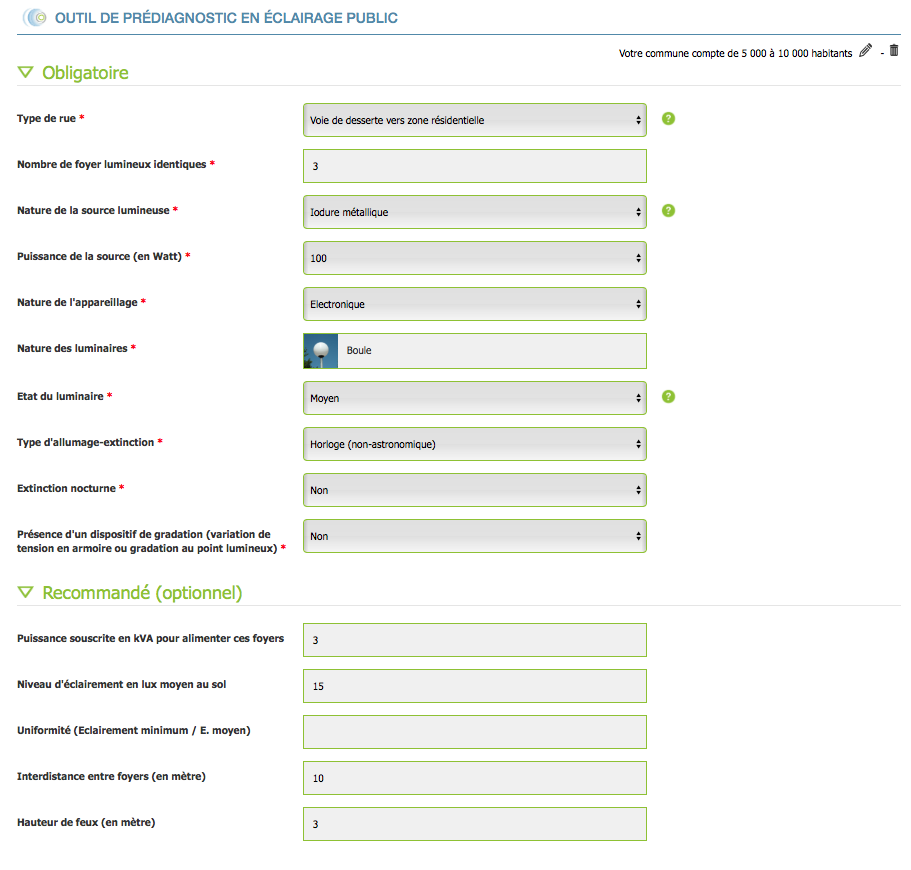 OUTIL DE PRÉDIAGNOSTIC EN ÉCLAIRAGE PUBLIC
Votre commune compte de 5 000 à 10 000 habitants -
Obligatoire
Type de rue *
Voie de desserte vers zone résidentielle
?
Nombre de foyer lumineux identiques *
3
Nature de la source lumineuse *
Iodure métallique
?
Puissance de la source (en Watt) *
100
Nature de l'appareillage *
Electronique
Nature des luminaires *
Boule
Etat du luminaire *
Moyen
?
Type d'allumage-extinction *
Horloge (non-astronomique)
Extinction nocturne *
Non
Présence d'un dispositif de gradation (variation de
tension en armoire ou gradation au point lumineux) *
Non
Recommandé (optionnel)
Puissance souscrite en kVA pour alimenter ces foyers
3
Niveau d'éclairement en lux moyen au sol
15
Uniformité (Eclairement minimum / E. moyen)
Interdistance entre foyers (en mètre)
10
Hauteur de feux (en mètre)
3